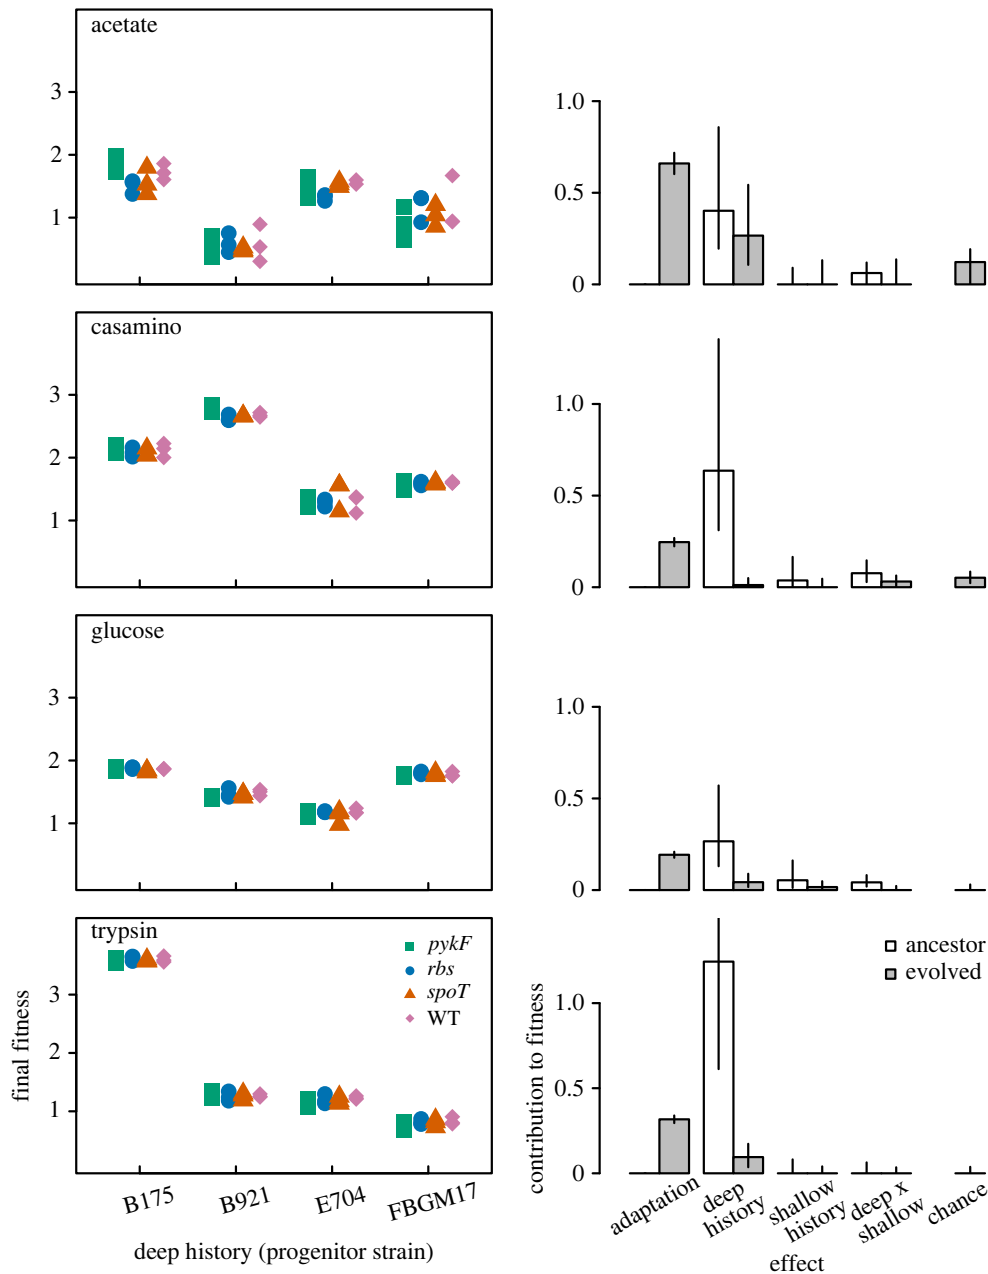 acetate
3
2
1
1.0
0.5
0
casamino
3
2
1
1.0
0.5
0
glucose
3
2
1
1.0
0.5
0
trypsin
pykF
rbs
spoT
WT
3
2
1
final fitness
B175
B921
E704
FBGM17
deep history (progenitor strain)
ancestor
evolved
1.0
0.5
0
contribution to fitness
adaptation
deep
history
shallow
history
deep x
shallow
chance
effect